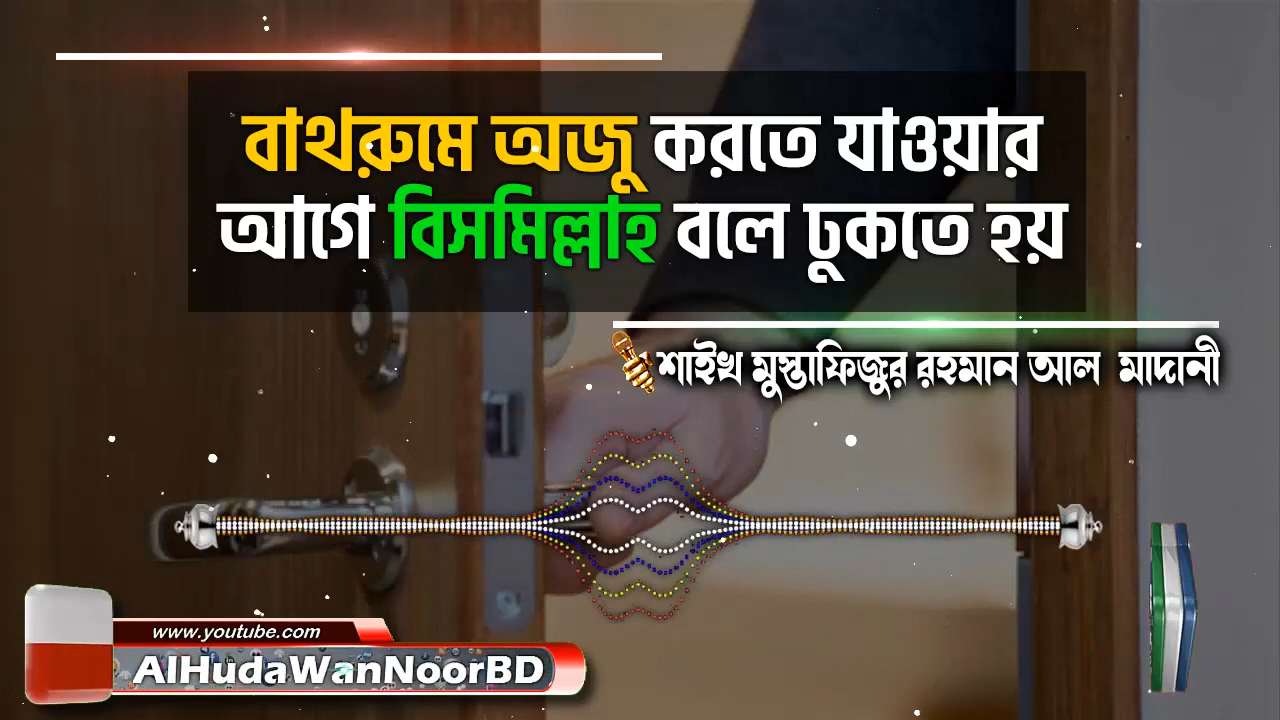 বাথরুমে অজু করতে যাওয়ার
আগে বিসমিল্লাহ বলে ঢুকতে হয়
শাইখ মুস্তাফিজুর রহমান আল মাদানী
www.youtube.com
AlHudaWanNoorBD